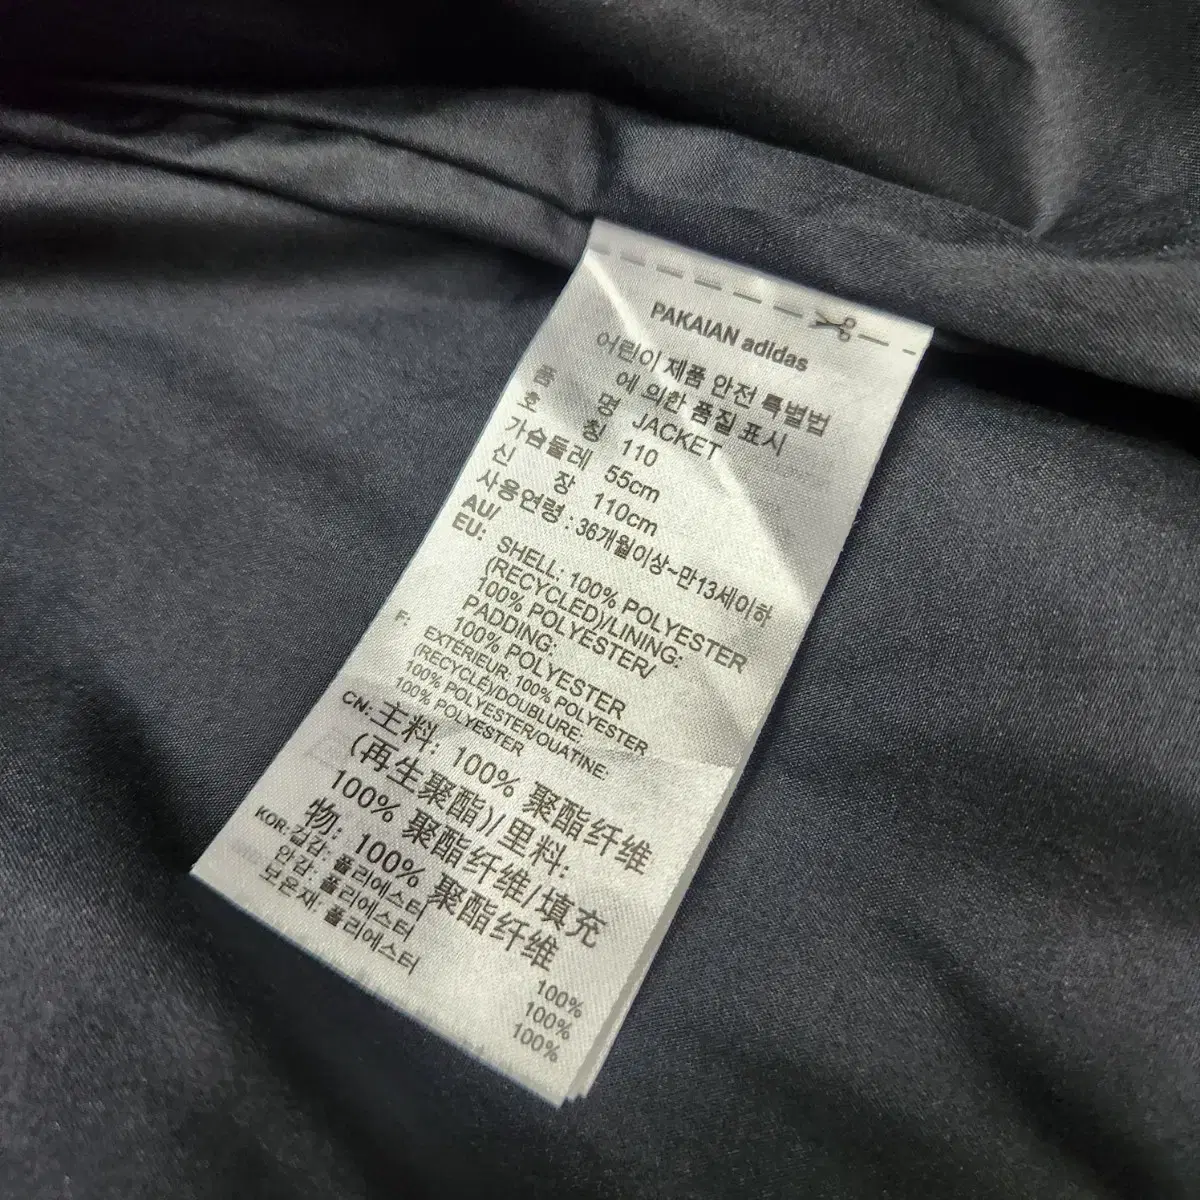 PAKAIAN adidas
어린이 제품 안전 특별법
에 의한 품질 표시
품 명 JACKET
호 칭 110
가슴둘레 55cm
신 장 110cm
사용연령 : 36개월이상~만13세이하
AU/
EU: SHELL: 100% POLYESTER
(RECYCLED)/LINING:
100% POLYESTER/
PADDING:
100% POLYESTER
F: EXTERIEUR: 100% POLYESTER
(RECYCLÉ)/DOUBLURE:
100% POLYESTER/OUATINE:
100% POLYESTER
CN: 主料: 100% 聚酯纤维
(再生聚酯)/里料:
100% 聚酯纤维/填充
物: 100% 聚酯纤维
KOR: 겉감: 폴리에스터 100%
안감: 폴리에스터 100%
보온재: 폴리에스터 100%